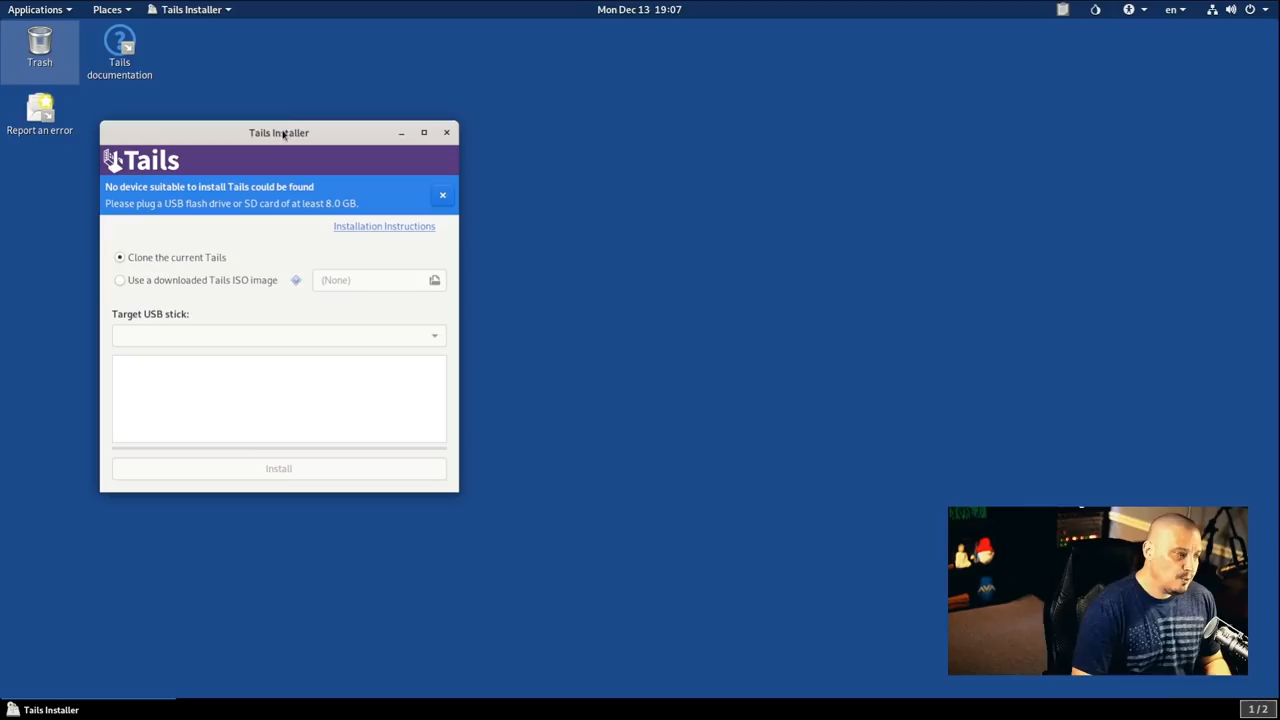 Applications Places Tails Installer Mon Dec 13 19:07 en
Trash
Tails
documentation
Report an error
Tails Installer
Tails
No device suitable to install Tails could be found
Please plug a USB flash drive or SD card of at least 8.0 GB.
Installation Instructions
Clone the current Tails
Use a downloaded Tails ISO image (None)
Target USB stick:
Install
Tails Installer 1 / 2